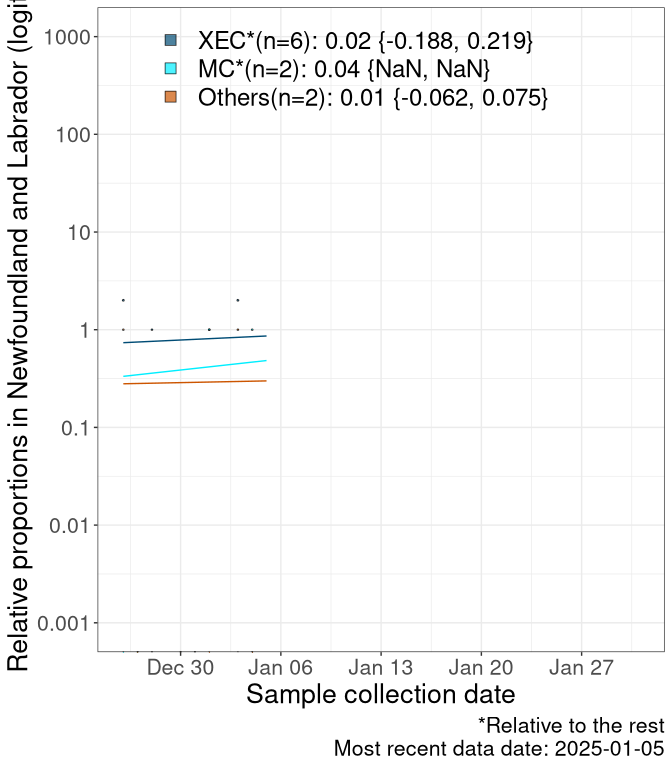 Relative proportions in Newfoundland and Labrador (logit
XEC*(n=6): 0.02 {-0.188, 0.219}
MC*(n=2): 0.04 {NaN, NaN}
Others(n=2): 0.01 {-0.062, 0.075}
1000
100
10
1
0.1
0.01
0.001
Dec 30 Jan 06 Jan 13 Jan 20 Jan 27
Sample collection date
*Relative to the rest
Most recent data date: 2025-01-05